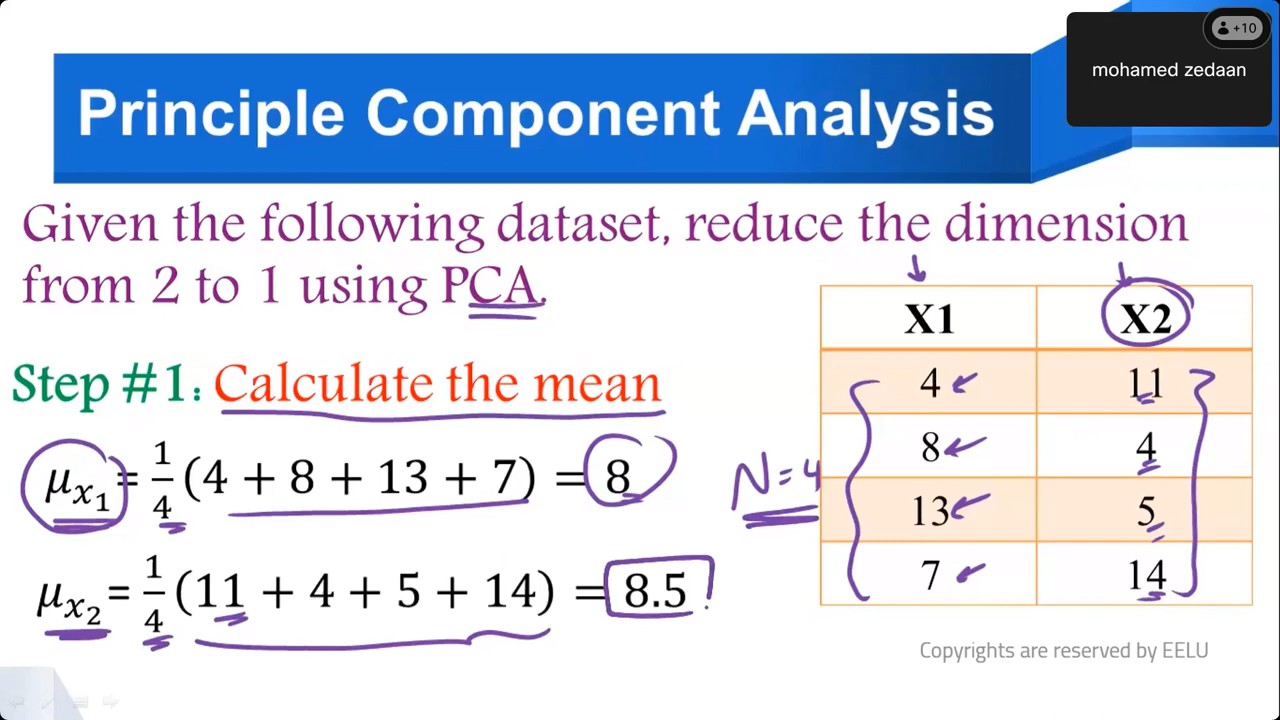 +10
mohamed zedaan
Principle Component Analysis
Given the following dataset, reduce the dimension
from 2 to 1 using PCA.
Step #1: Calculate the mean
μx₁ = 1/4 (4 + 8 + 13 + 7) = 8
μx₂ = 1/4 (11 + 4 + 5 + 14) = 8.5
N=4
X1 X2
4 11
8 4
13 5
7 14
Copyrights are reserved by EELU